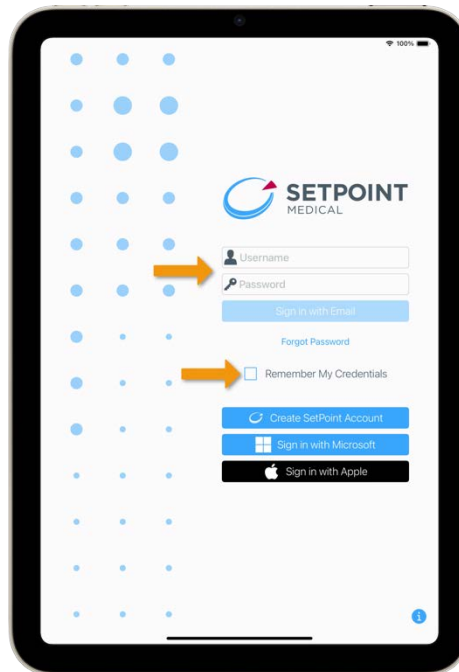 100%
SETPOINT
MEDICAL
Username
Password
Sign in with Email
Forgot Password
Remember My Credentials
Create SetPoint Account
Sign in with Microsoft
Sign in with Apple
i